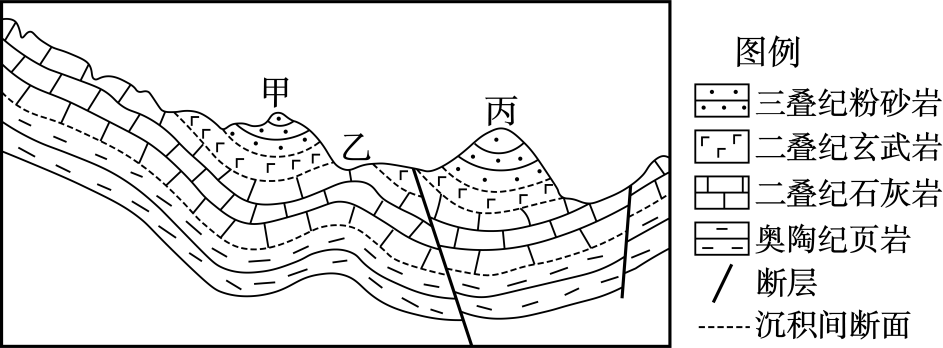 甲
乙
丙
图例
三叠纪粉砂岩
二叠纪玄武岩
二叠纪石灰岩
奥陶纪页岩
断层
沉积间断面